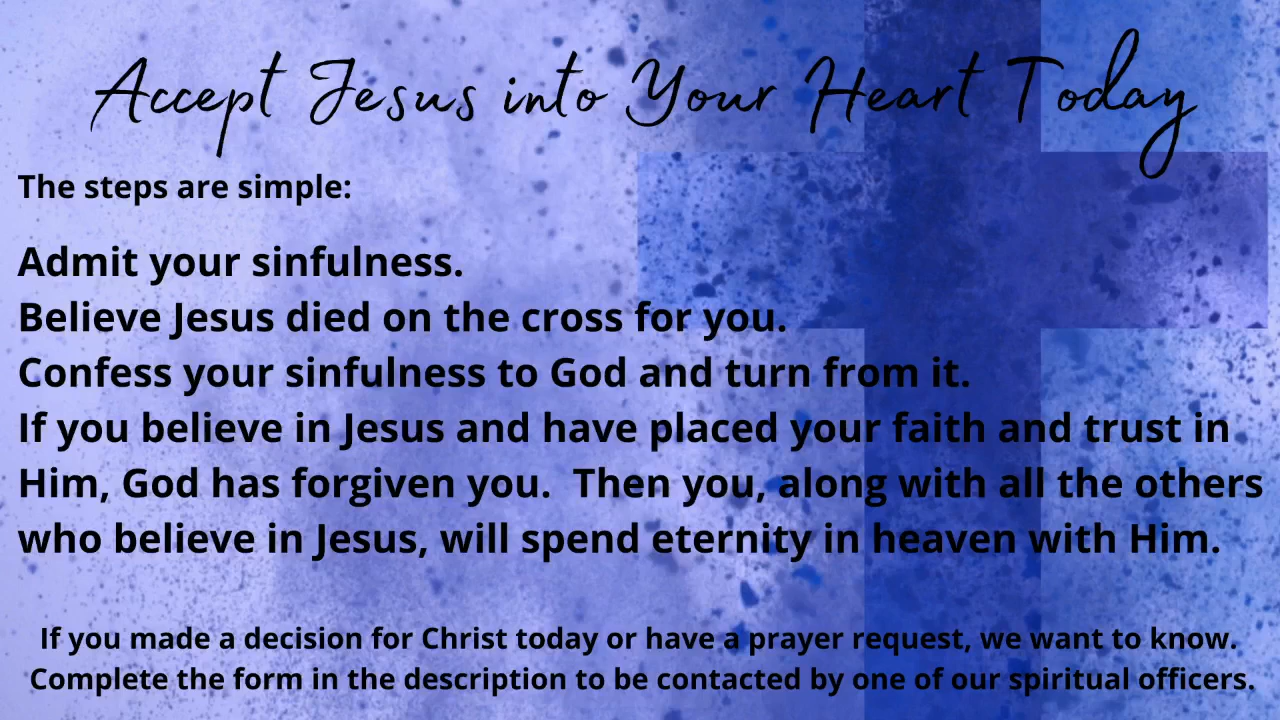 Accept Jesus into Your Heart Today
The steps are simple:
Admit your sinfulness.
Believe Jesus died on the cross for you.
Confess your sinfulness to God and turn from it.
If you believe in Jesus and have placed your faith and trust in
Him, God has forgiven you.  Then you, along with all the others
who believe in Jesus, will spend eternity in heaven with Him.
If you made a decision for Christ today or have a prayer request, we want to know.
Complete the form in the description to be contacted by one of our spiritual officers.